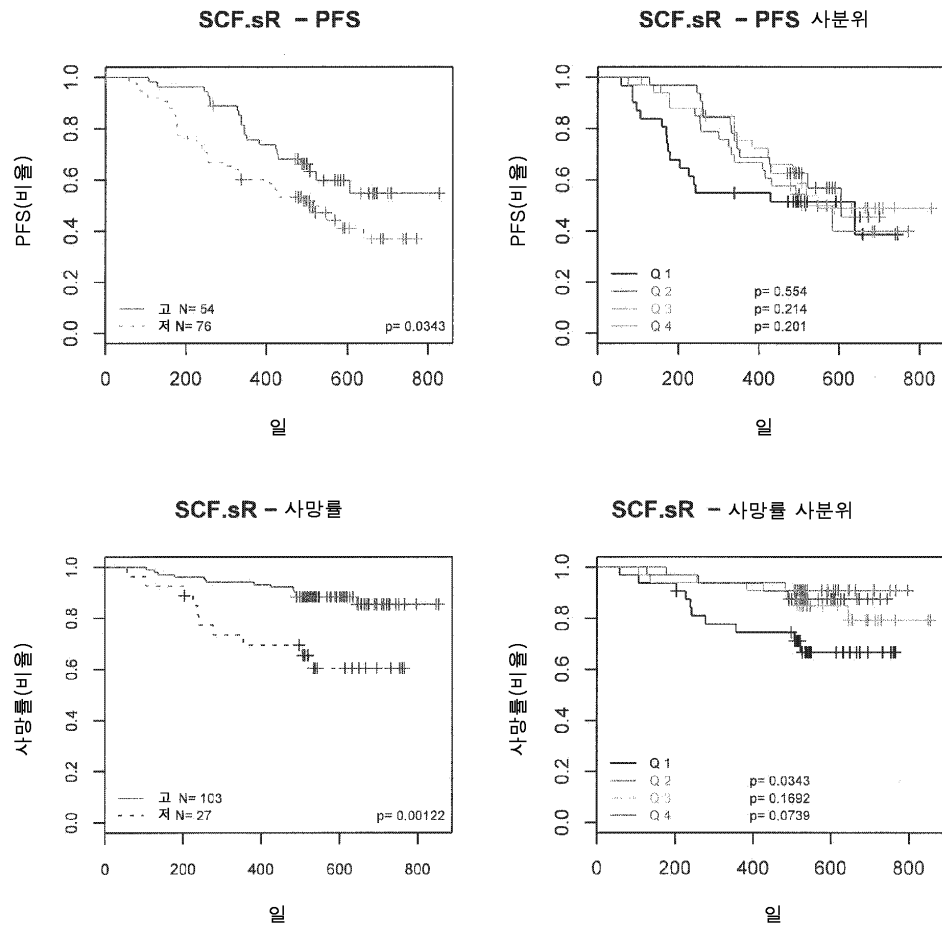 SCF.sR – PFS
PFS(비율)
1.0
0.8
0.6
0.4
0.2
0.0
고 N= 54
저 N= 76
p= 0.0343
0 200 400 600 800
일
SCF.sR – PFS 사분위
PFS(비율)
1.0
0.8
0.6
0.4
0.2
0.0
Q 1
Q 2 p= 0.554
Q 3 p= 0.214
Q 4 p= 0.201
0 200 400 600 800
일
SCF.sR – 사망률
사망률(비율)
1.0
0.8
0.6
0.4
0.2
0.0
고 N= 103
저 N= 27
p= 0.00122
0 200 400 600 800
일
SCF.sR – 사망률 사분위
사망률(비율)
1.0
0.8
0.6
0.4
0.2
0.0
Q 1
Q 2 p= 0.0343
Q 3 p= 0.1692
Q 4 p= 0.0739
0 200 400 600 800
일